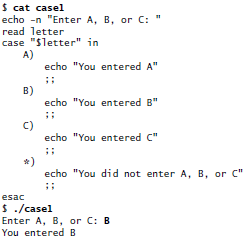 $ cat case1
echo -n "Enter A, B, or C: "
read letter
case "$letter" in
    A)
        echo "You entered A"
        ;;
    B)
        echo "You entered B"
        ;;
    C)
        echo "You entered C"
        ;;
    *)
        echo "You did not enter A, B, or C"
        ;;
esac
$ ./case1
Enter A, B, or C: B
You entered B